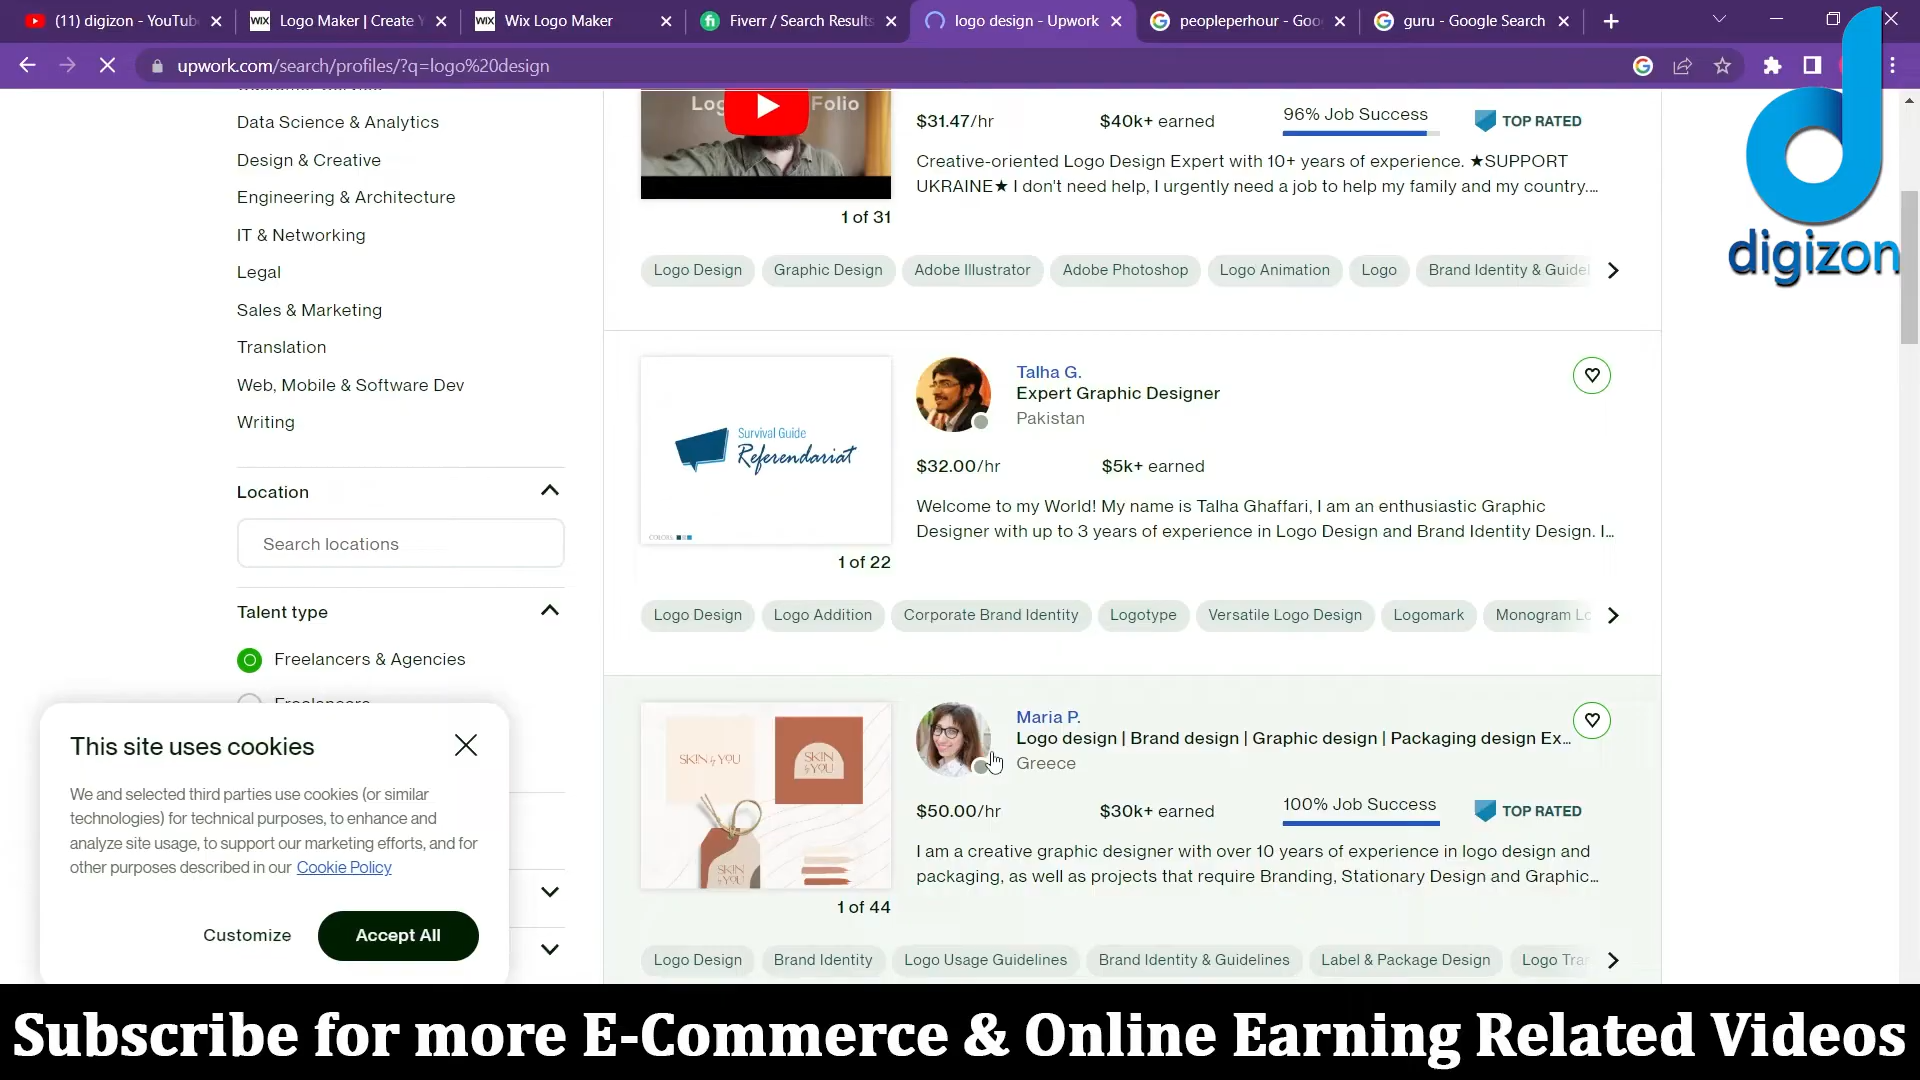 (11) digizon - YouTub
WIX Logo Maker | Create Y
WIX Wix Logo Maker
fi Fiverr / Search Results
logo design - Upwork
peopleperhour - Goo
guru - Google Search
upwork.com/search/profiles/?q=logo%20design
Data Science & Analytics
Design & Creative
Engineering & Architecture
IT & Networking
Legal
Sales & Marketing
Translation
Web, Mobile & Software Dev
Writing
Location
Search locations
Talent type
Freelancers & Agencies
Freelancers
This site uses cookies
We and selected third parties use cookies (or similar
technologies) for technical purposes, to enhance and
analyze site usage, to support our marketing efforts, and for
other purposes described in our Cookie Policy
Customize
Accept All
Folio
1 of 31
$31.47/hr
$40k+ earned
96% Job Success
TOP RATED
Creative-oriented Logo Design Expert with 10+ years of experience. ★SUPPORT
UKRAINE★ I don't need help, I urgently need a job to help my family and my country....
Logo Design
Graphic Design
Adobe Illustrator
Adobe Photoshop
Logo Animation
Logo
Brand Identity & Guidel
Survival Guide
Referendariat
COLORS
1 of 22
Talha G.
Expert Graphic Designer
Pakistan
$32.00/hr
$5k+ earned
Welcome to my World! My name is Talha Ghaffari, I am an enthusiastic Graphic
Designer with up to 3 years of experience in Logo Design and Brand Identity Design. I...
Logo Design
Logo Addition
Corporate Brand Identity
Logotype
Versatile Logo Design
Logomark
Monogram Lo
SKIN by YOU
SKIN
by YOU
SKIN
by YOU
1 of 44
Maria P.
Logo design | Brand design | Graphic design | Packaging design Ex...
Greece
$50.00/hr
$30k+ earned
100% Job Success
TOP RATED
I am a creative graphic designer with over 10 years of experience in logo design and
packaging, as well as projects that require Branding, Stationary Design and Graphic...
Logo Design
Brand Identity
Logo Usage Guidelines
Brand Identity & Guidelines
Label & Package Design
Logo Tra
digizon
Subscribe for more E-Commerce & Online Earning Related Videos